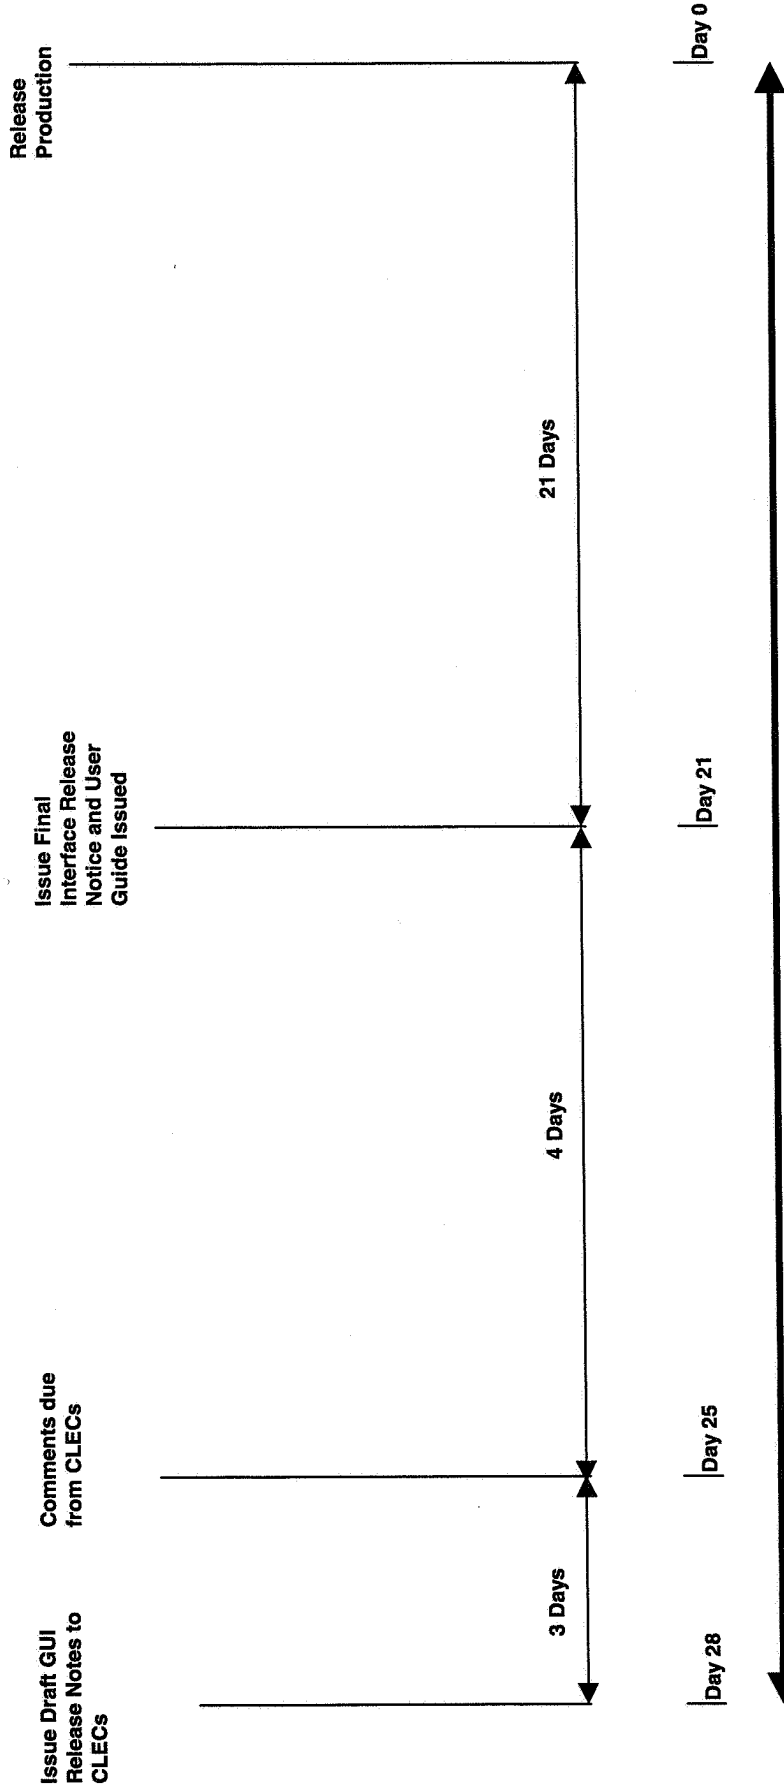 Issue Draft GUI
Release Notes to
CLECs
Comments due
from CLECs
Issue Final
Interface Release
Notice and User
Guide Issued
Release
Production
3 Days
4 Days
21 Days
Day 28
Day 25
Day 21
Day 0